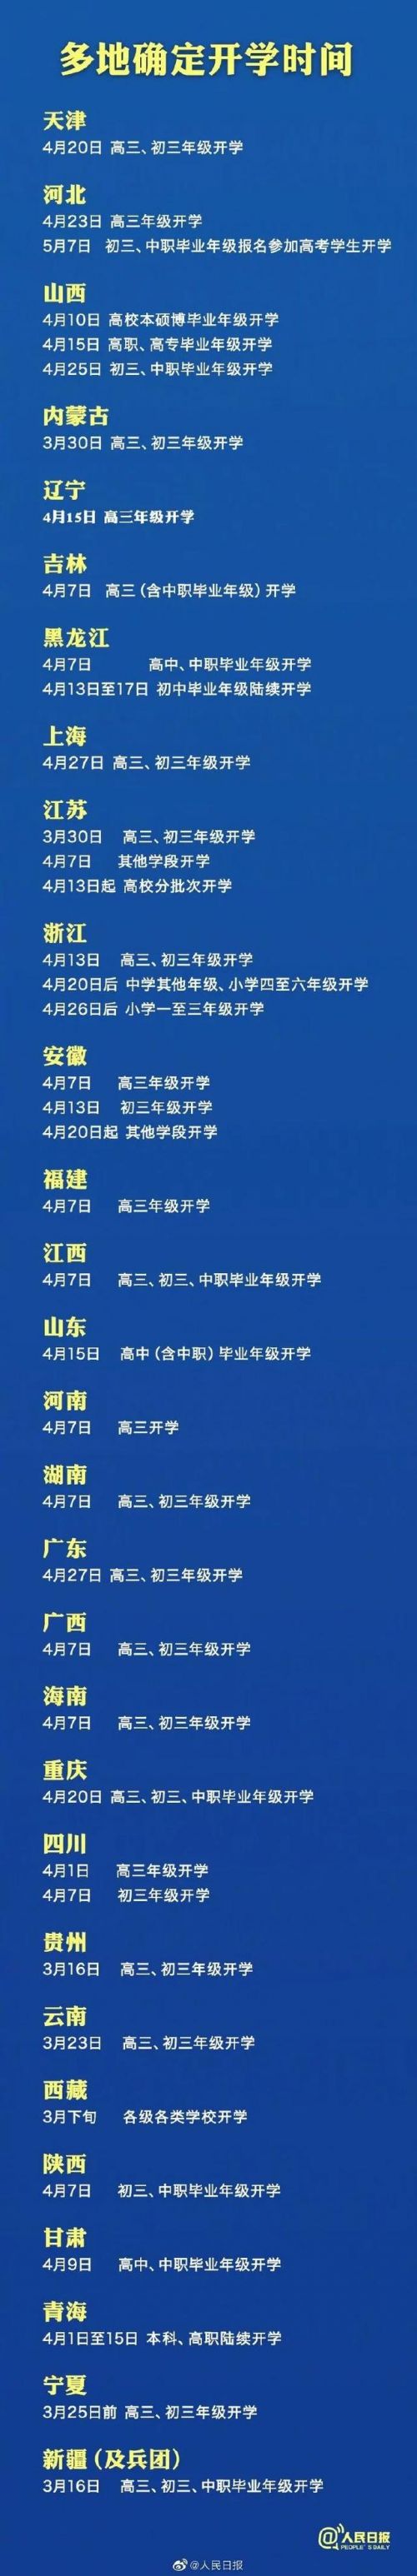 多地确定开学时间
天津
4月20日 高三、初三年级开学
河北
4月23日 高三年级开学
5月7日 初三、中职毕业年级报名参加高考学生开学
山西
4月10日 高校本硕博毕业年级开学
4月15日 高职、高专毕业年级开学
4月25日 初三、中职毕业年级开学
内蒙古
3月30日 高三、初三年级开学
辽宁
4月15日 高三年级开学
吉林
4月7日 高三（含中职毕业年级）开学
黑龙江
4月7日 高中、中职毕业年级开学
4月13日至17日 初中毕业年级陆续开学
上海
4月27日 高三、初三年级开学
江苏
3月30日 高三、初三年级开学
4月7日 其他学段开学
4月13日起 高校分批次开学
浙江
4月13日 高三、初三年级开学
4月20日后 中学其他年级、小学四至六年级开学
4月26日后 小学一至三年级开学
安徽
4月7日 高三年级开学
4月13日 初三年级开学
4月20日起 其他学段开学
福建
4月7日 高三年级开学
江西
4月7日 高三、初三、中职毕业年级开学
山东
4月15日 高中（含中职）毕业年级开学
河南
4月7日 高三开学
湖南
4月7日 高三、初三年级开学
广东
4月27日 高三、初三年级开学
广西
4月7日 高三、初三年级开学
海南
4月7日 高三、初三年级开学
重庆
4月20日 高三、初三、中职毕业年级开学
四川
4月1日 高三年级开学
4月7日 初三年级开学
贵州
3月16日 高三、初三年级开学
云南
3月23日 高三、初三年级开学
西藏
3月下旬 各级各类学校开学
陕西
4月7日 初三、中职毕业年级开学
甘肃
4月9日 高中、中职毕业年级开学
青海
4月1日至15日 本科、高职陆续开学
宁夏
3月25日前 高三、初三年级开学
新疆（及兵团）
3月16日 高三、初三、中职毕业年级开学
@人民日报
PEOPLE'S DAILY
@人民日报